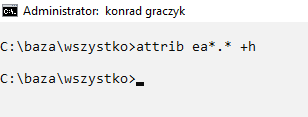 Administrator: konrad graczyk
C:\baza\wszystko>attrib ea*.* +h
C:\baza\wszystko>